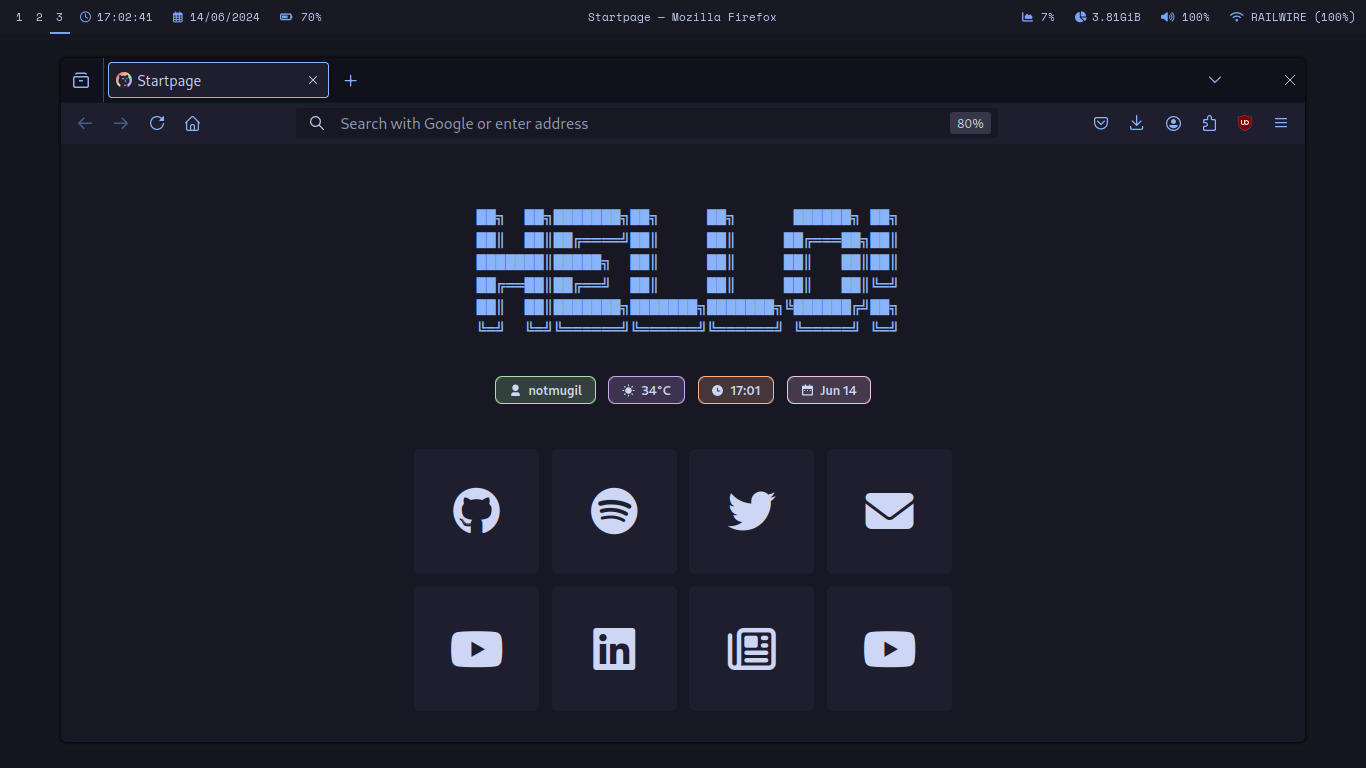 1 2 3 17:02:41 14/06/2024 70% Startpage — Mozilla Firefox 7% 3.81GiB 100% RAILWIRE (100%)
Startpage
Search with Google or enter address 80%
HELLO!
notmugil 34°C 17:01 Jun 14
in